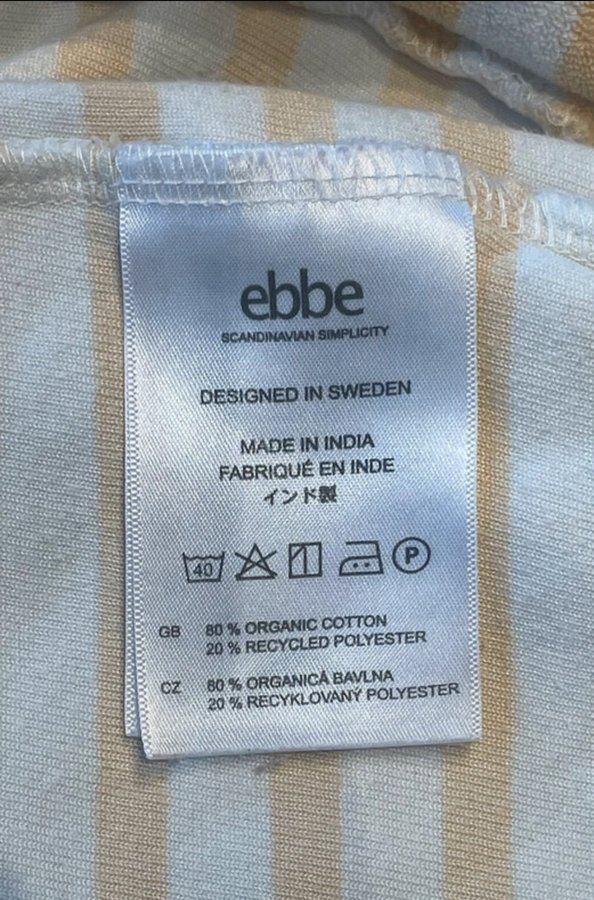 ebbe
SCANDINAVIAN SIMPLICITY
DESIGNED IN SWEDEN
MADE IN INDIA
FABRIQUÉ EN INDE
インド製
40
P
GB 80 % ORGANIC COTTON
20 % RECYCLED POLYESTER
CZ 80 % ORGANICÁ BAVLNA
20 % RECYKLOVANÝ POLYESTER